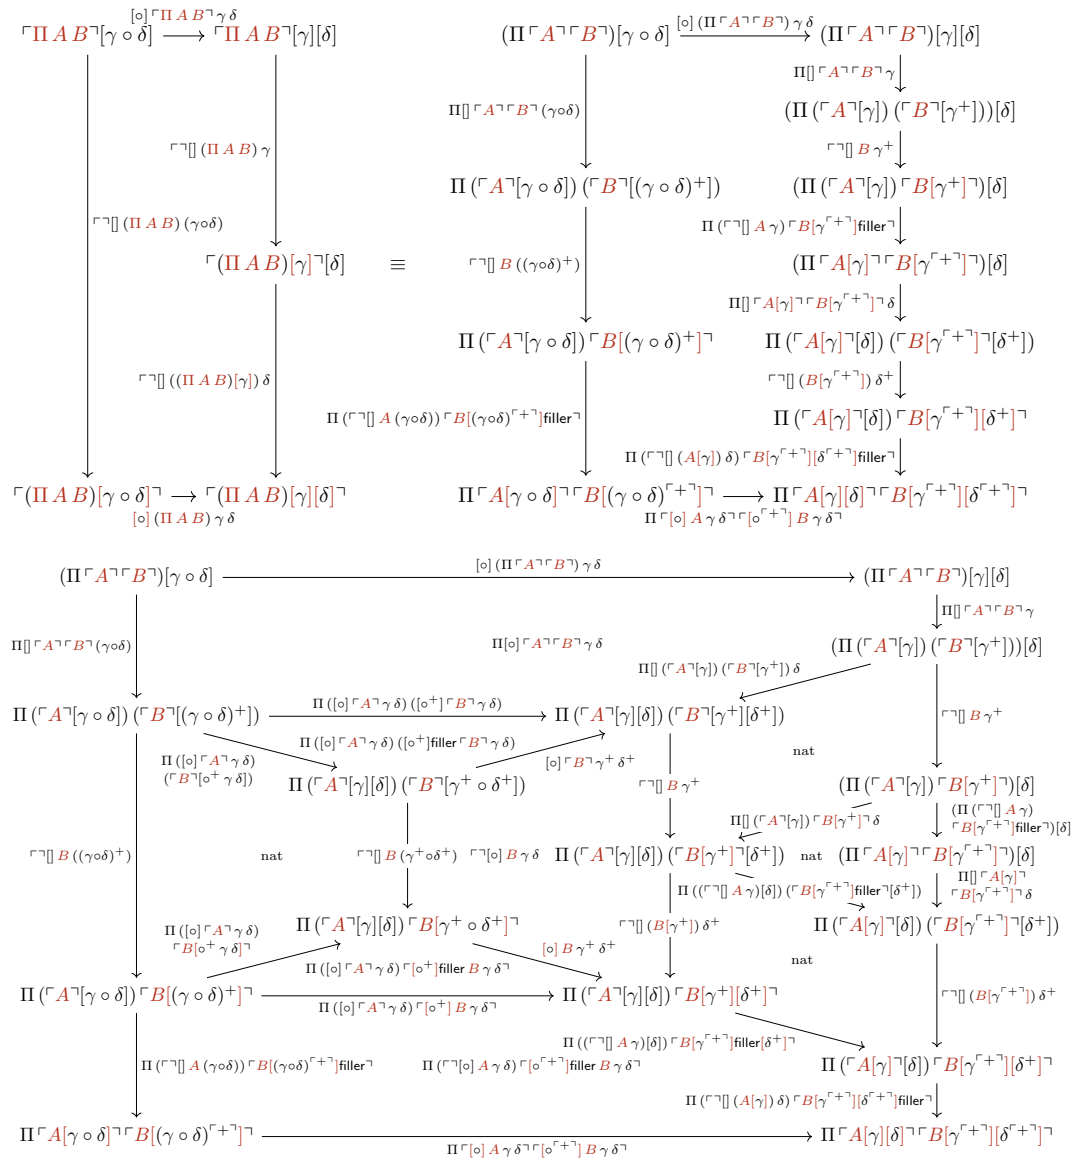 ⌜Π A B⌝[γ ∘ δ]
[∘] ⌜Π A B⌝ γ δ
⌜Π A B⌝[γ][δ]
⌜⌝[] (Π A B) γ
⌜⌝[] (Π A B) (γ∘δ)
⌜(Π A B)[γ]⌝[δ]
⌜⌝[] ((Π A B)[γ]) δ
⌜(Π A B)[γ ∘ δ]⌝
⌜(Π A B)[γ][δ]⌝
[∘] (Π A B) γ δ
≡
(Π ⌜A⌝ ⌜B⌝)[γ ∘ δ]
[∘] (Π ⌜A⌝ ⌜B⌝) γ δ
(Π ⌜A⌝ ⌜B⌝)[γ][δ]
Π[] ⌜A⌝ ⌜B⌝ γ
Π[] ⌜A⌝ ⌜B⌝ (γ∘δ)
(Π (⌜A⌝[γ]) (⌜B⌝[γ⁺]))[δ]
⌜⌝[] B γ⁺
Π (⌜A⌝[γ ∘ δ]) (⌜B⌝[(γ ∘ δ)⁺])
(Π (⌜A⌝[γ]) ⌜B[γ⁺]⌝)[δ]
Π (⌜⌝[] A γ) ⌜B[γ^⌜+⌝]filler⌝
⌜⌝[] B ((γ∘δ)⁺)
(Π ⌜A[γ]⌝ ⌜B[γ^⌜+⌝]⌝)[δ]
Π[] ⌜A[γ]⌝ ⌜B[γ^⌜+⌝]⌝ δ
Π (⌜A⌝[γ ∘ δ]) ⌜B[(γ ∘ δ)⁺]⌝
Π (⌜A[γ]⌝[δ]) (⌜B[γ^⌜+⌝]⌝[δ⁺])
⌜⌝[] (B[γ^⌜+⌝]) δ⁺
Π (⌜⌝[] A (γ∘δ)) ⌜B[(γ∘δ)^⌜+⌝]filler⌝
Π (⌜A[γ]⌝[δ]) ⌜B[γ^⌜+⌝][δ⁺]⌝
Π (⌜⌝[] (A[γ]) δ) ⌜B[γ^⌜+⌝][δ^⌜+⌝]filler⌝
Π ⌜A[γ ∘ δ]⌝ ⌜B[(γ ∘ δ)^⌜+⌝]⌝
Π ⌜A[γ][δ]⌝ ⌜B[γ^⌜+⌝][δ^⌜+⌝]⌝
Π ⌜[∘] A γ δ⌝ ⌜[∘^⌜+⌝] B γ δ⌝
(Π ⌜A⌝ ⌜B⌝)[γ ∘ δ]
[∘] (Π ⌜A⌝ ⌜B⌝) γ δ
(Π ⌜A⌝ ⌜B⌝)[γ][δ]
Π[] ⌜A⌝ ⌜B⌝ γ
Π[] ⌜A⌝ ⌜B⌝ (γ∘δ)
Π[∘] ⌜A⌝ ⌜B⌝ γ δ
(Π (⌜A⌝[γ]) (⌜B⌝[γ⁺]))[δ]
Π[] (⌜A⌝[γ]) (⌜B⌝[γ⁺]) δ
Π (⌜A⌝[γ ∘ δ]) (⌜B⌝[(γ ∘ δ)⁺])
Π ([∘] ⌜A⌝ γ δ) ([∘⁺] ⌜B⌝ γ δ)
Π (⌜A⌝[γ][δ]) (⌜B⌝[γ⁺][δ⁺])
⌜⌝[] B γ⁺
Π ([∘] ⌜A⌝ γ δ)
(⌜B⌝[∘⁺ γ δ])
Π ([∘] ⌜A⌝ γ δ) ([∘⁺]filler ⌜B⌝ γ δ)
[∘] ⌜B⌝ γ⁺ δ⁺
nat
Π (⌜A⌝[γ][δ]) (⌜B⌝[γ⁺ ∘ δ⁺])
⌜⌝[] B γ⁺
(Π (⌜A⌝[γ]) ⌜B[γ⁺]⌝)[δ]
Π[] (⌜A⌝[γ]) ⌜B[γ⁺]⌝ δ
(Π (⌜⌝[] A γ)
⌜B[γ^⌜+⌝]filler⌝)[δ]
⌜⌝[] B ((γ∘δ)⁺)
nat
⌜⌝[] B (γ⁺∘δ⁺)
⌜⌝[∘] B γ δ
Π (⌜A⌝[γ][δ]) (⌜B[γ⁺]⌝[δ⁺])
nat
(Π ⌜A[γ]⌝ ⌜B[γ^⌜+⌝]⌝)[δ]
Π[] ⌜A[γ]⌝
⌜B[γ^⌜+⌝]⌝ δ
Π ((⌜⌝[] A γ)[δ]) (⌜B[γ^⌜+⌝]filler⌝[δ⁺])
Π ([∘] ⌜A⌝ γ δ)
⌜B[∘⁺ γ δ]⌝
Π (⌜A⌝[γ][δ]) ⌜B[γ⁺ ∘ δ⁺]⌝
⌜⌝[] (B[γ⁺]) δ⁺
Π (⌜A[γ]⌝[δ]) (⌜B[γ^⌜+⌝]⌝[δ⁺])
[∘] B γ⁺ δ⁺
nat
Π ([∘] ⌜A⌝ γ δ) ⌜[∘⁺]filler B γ δ⌝
Π (⌜A⌝[γ ∘ δ]) ⌜B[(γ ∘ δ)⁺]⌝
Π ([∘] ⌜A⌝ γ δ) ⌜[∘⁺] B γ δ⌝
Π (⌜A⌝[γ][δ]) ⌜B[γ⁺][δ⁺]⌝
⌜⌝[] (B[γ^⌜+⌝]) δ⁺
Π ((⌜⌝[] A γ)[δ]) ⌜B[γ^⌜+⌝]filler[δ⁺]⌝
Π (⌜⌝[] A (γ∘δ)) ⌜B[(γ∘δ)^⌜+⌝]filler⌝
Π (⌜⌝[∘] A γ δ) ⌜[∘^⌜+⌝]filler B γ δ⌝
Π (⌜A[γ]⌝[δ]) ⌜B[γ^⌜+⌝][δ⁺]⌝
Π (⌜⌝[] (A[γ]) δ) ⌜B[γ^⌜+⌝][δ^⌜+⌝]filler⌝
Π ⌜A[γ ∘ δ]⌝ ⌜B[(γ ∘ δ)^⌜+⌝]⌝
Π ⌜[∘] A γ δ⌝ ⌜[∘^⌜+⌝] B γ δ⌝
Π ⌜A[γ][δ]⌝ ⌜B[γ^⌜+⌝][δ^⌜+⌝]⌝